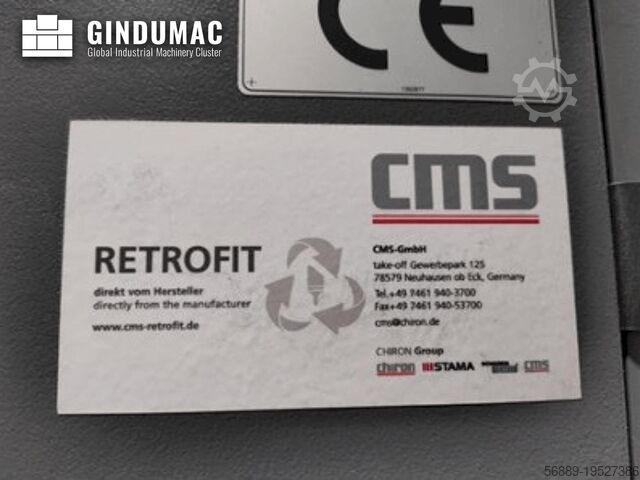 GINDUMAC
Global Industrial Machinery Cluster
CE
CMS
RETROFIT
direkt vom Hersteller
directly from the manufacturer
www.cms-retrofit.de
CMS-GmbH
take-off Gewerbepark 125
78579 Neuhausen ob Eck, Germany
Tel.+49 7461 940-3700
Fax+49 7461 940-53700
cms@chiron.de
CHIRON Group
chiron STAMA CMS
56889-19527386